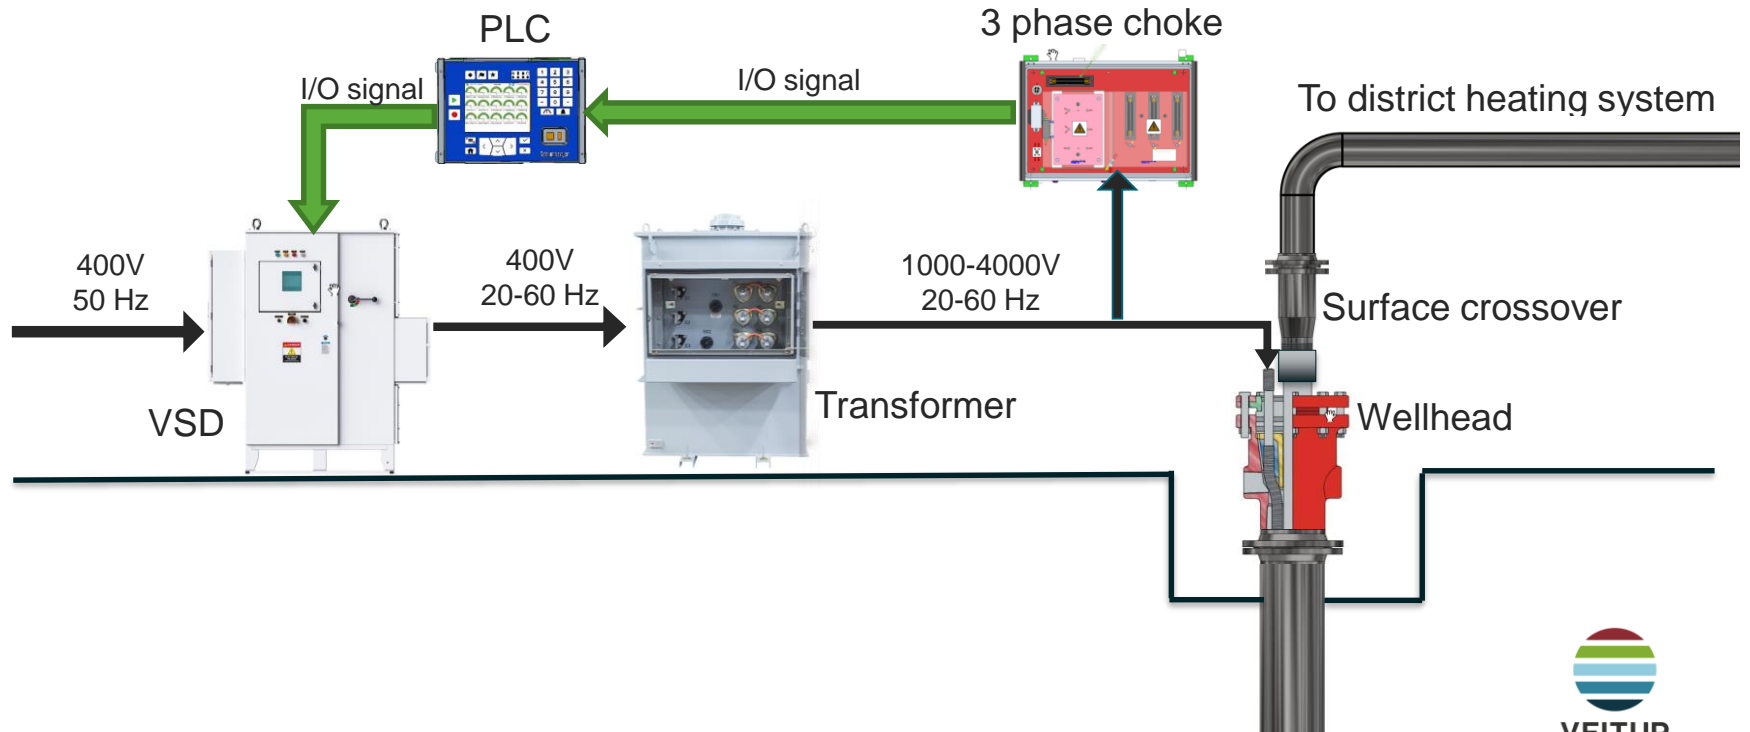 PLC
3 phase choke
I/O signal
I/O signal
To district heating system
400V
50 Hz
400V
20-60 Hz
1000-4000V
20-60 Hz
Surface crossover
VSD
Transformer
Wellhead
VEITUR